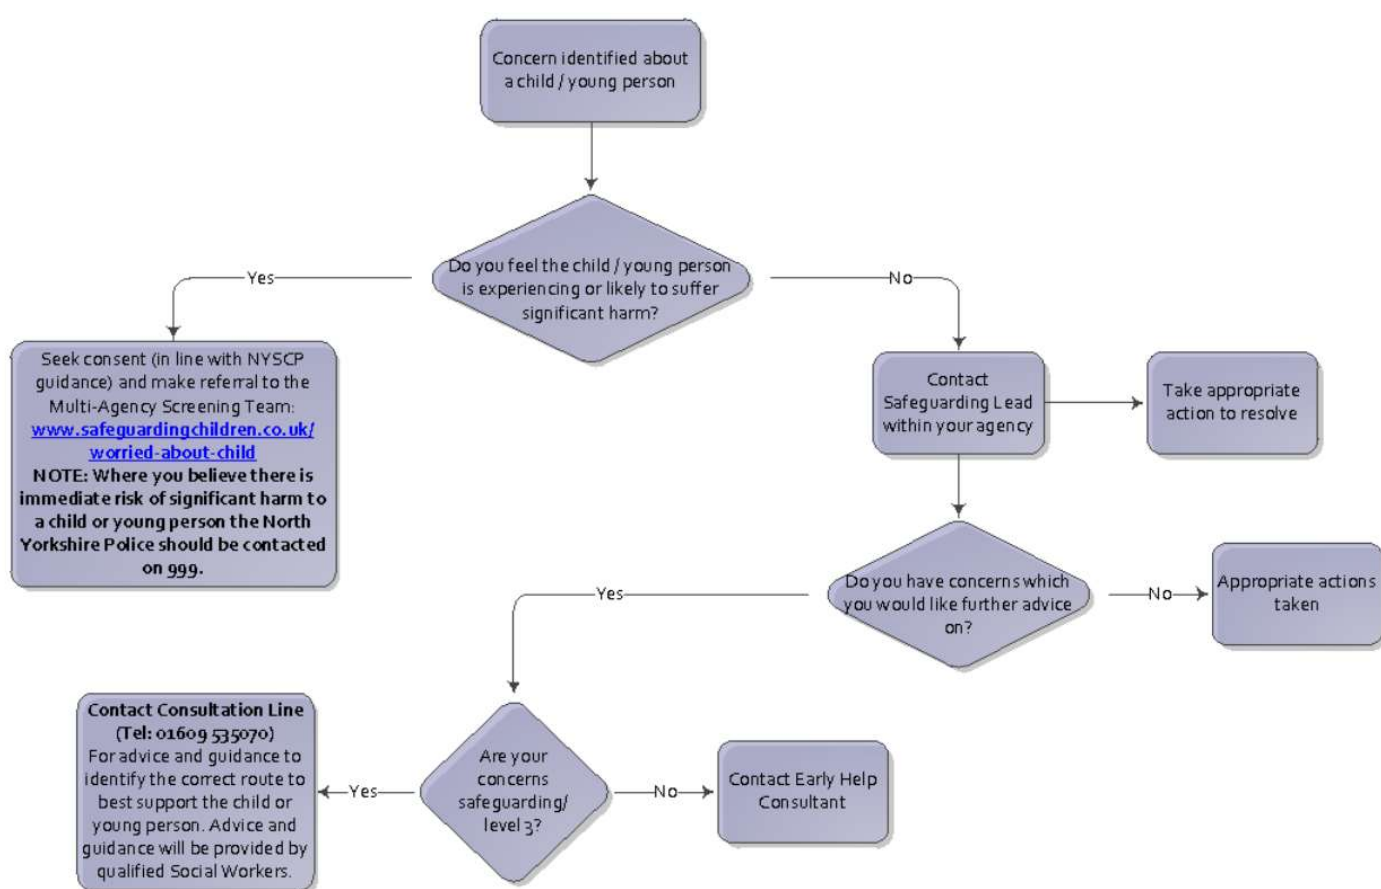 Concern identified about
a child / young person
Do you feel the child / young person
is experiencing or likely to suffer
significant harm?
Yes
No
Seek consent (in line with NYSCP
guidance) and make referral to the
Multi-Agency Screening Team:
www.safeguardingchildren.co.uk/
worried-about-child
NOTE: Where you believe there is
immediate risk of significant harm to
a child or young person the North
Yorkshire Police should be contacted
on 999.
Contact
Safeguarding Lead
within your agency
Take appropriate
action to resolve
Do you have concerns which
you would like further advice
on?
Yes
No
Appropriate actions
taken
Are your
concerns
safeguarding/
level 3?
Yes
No
Contact Consultation Line
(Tel: 01609 535070)
For advice and guidance to
identify the correct route to
best support the child or
young person. Advice and
guidance will be provided by
qualified Social Workers.
Contact Early Help
Consultant